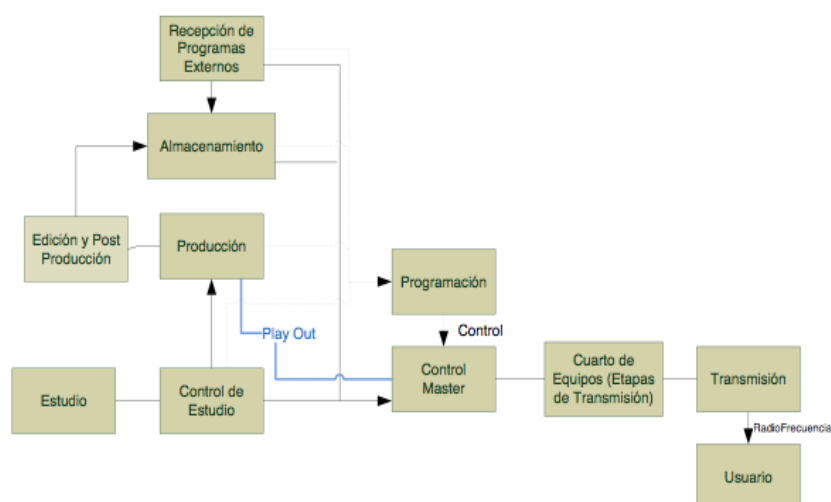 Recepción de
Programas
Externos
Almacenamiento
Edición y Post
Producción
Producción
Programación
Play Out
Control
Estudio
Control de
Estudio
Control
Master
Cuarto de
Equipos (Etapas
de Transmisión)
Transmisión
RadioFrecuencia
Usuario